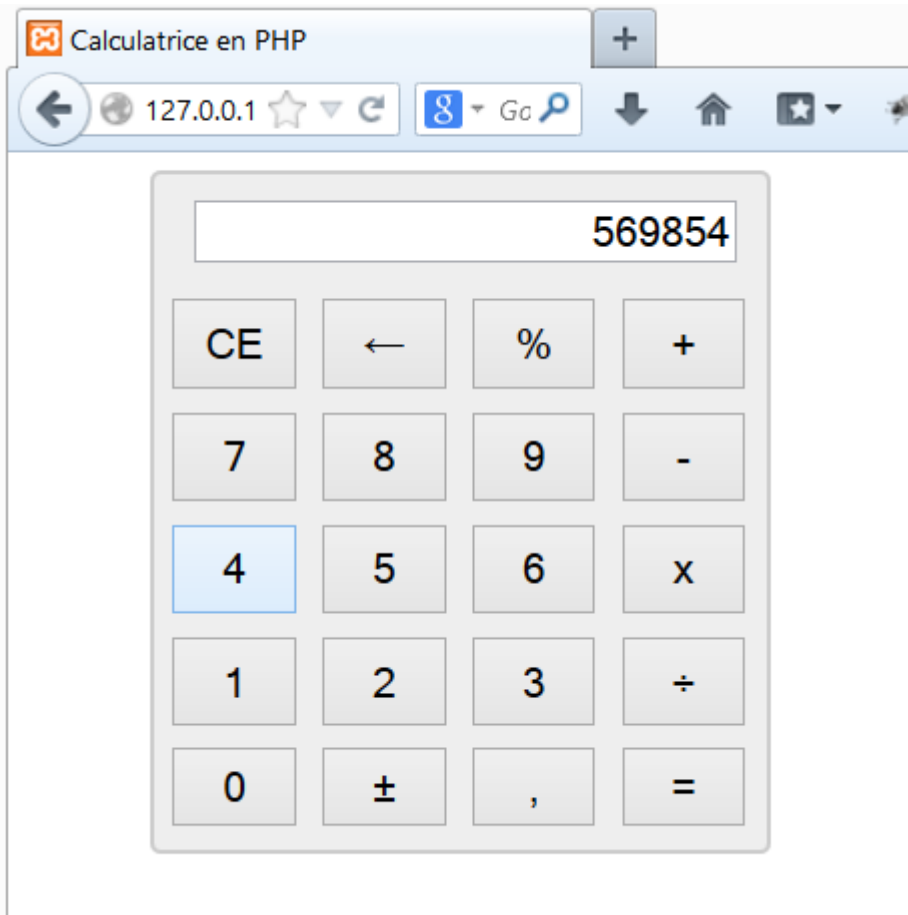 Calculatrice en PHP +
127.0.0.1 8 Go
569854
CE ← % +
7 8 9 -
4 5 6 x
1 2 3 ÷
0 ± , =